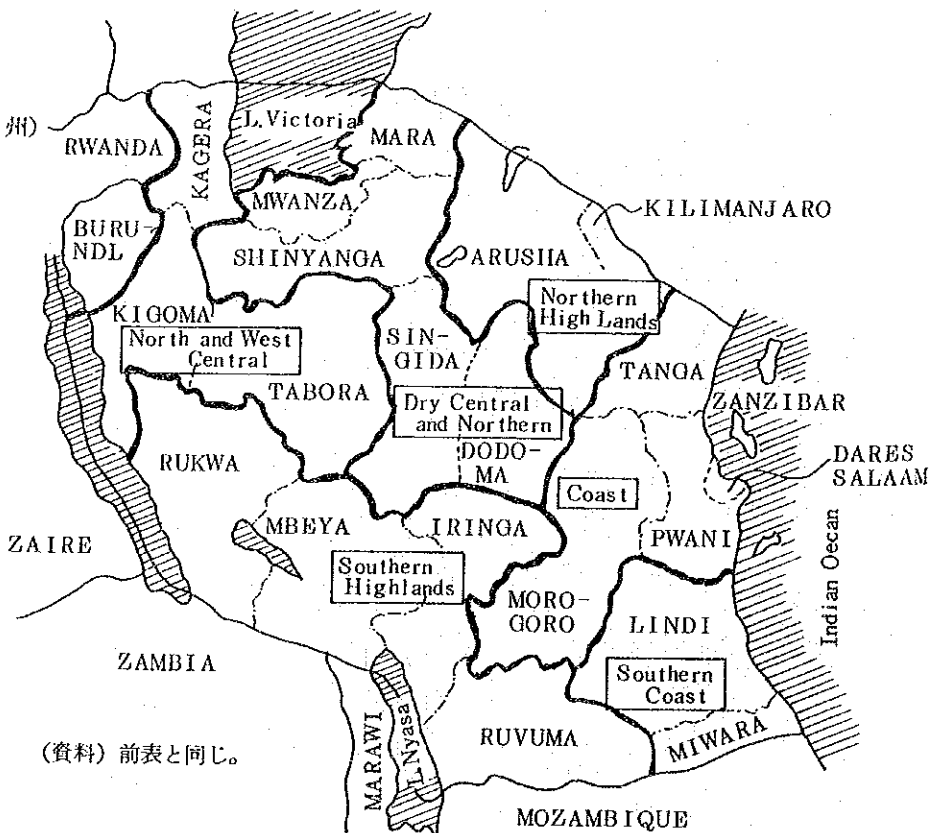 州)
RWANDA
KAGERA
L.Victoria
MARA
MWANZA
KILIMANJARO
BURU-
NDL
SHINYANGA
ARUSHA
Northern
High Lands
KIGOMA
North and West
Central
SIN-
GIDA
TANGA
TABORA
Dry Central
and Northern
ZANZIBAR
DODO-
MA
DARES
SALAAM
RUKWA
Coast
MBEYA
IRINGA
PWANI
ZAIRE
Southern
Highlands
MORO-
GORO
LINDI
Indian Oecan
ZAMBIA
Southern
Coast
MARAWI
L.Nyasa
RUVUMA
MIWARA
(資料) 前表と同じ。
MOZAMBIQUE